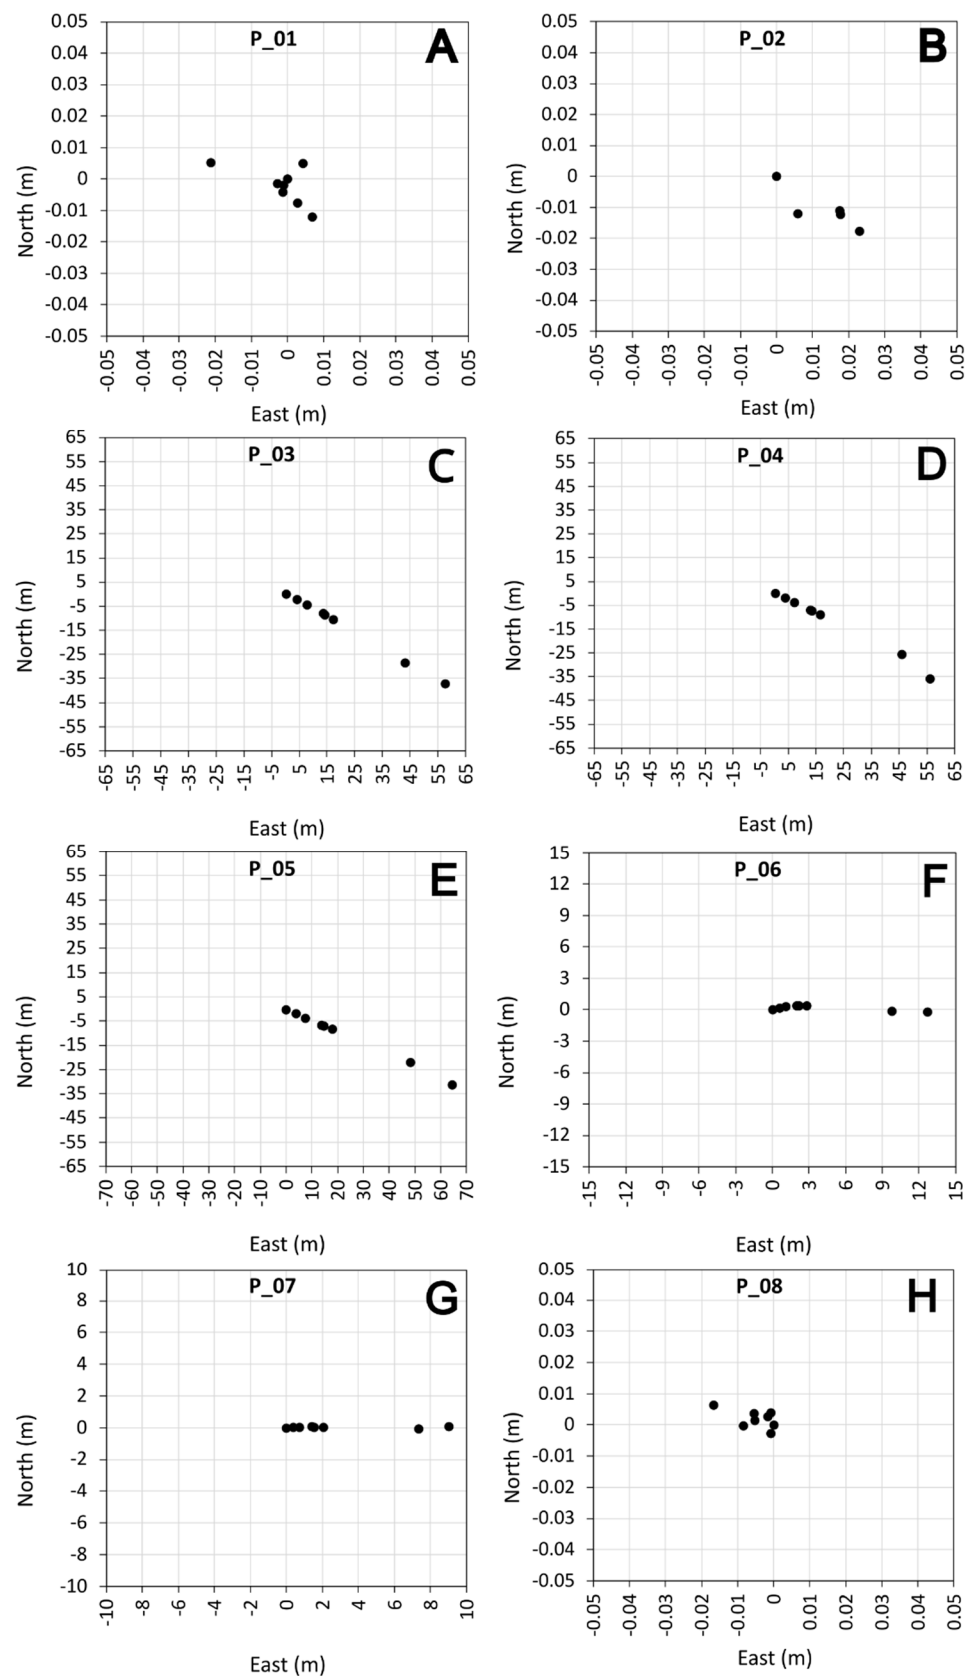 P_01
A
0.05
0.04
0.03
0.02
0.01
0
-0.01
-0.02
-0.03
-0.04
-0.05
North (m)
-0.05 -0.04 -0.03 -0.02 -0.01 0 0.01 0.02 0.03 0.04 0.05
East (m)
P_02
B
0.05
0.04
0.03
0.02
0.01
0
-0.01
-0.02
-0.03
-0.04
-0.05
North (m)
-0.05 -0.04 -0.03 -0.02 -0.01 0 0.01 0.02 0.03 0.04 0.05
East (m)
P_03
C
65
55
45
35
25
15
5
-5
-15
-25
-35
-45
-55
-65
North (m)
-65 -55 -45 -35 -25 -15 -5 5 15 25 35 45 55 65
East (m)
P_04
D
65
55
45
35
25
15
5
-5
-15
-25
-35
-45
-55
-65
North (m)
-65 -55 -45 -35 -25 -15 -5 5 15 25 35 45 55 65
East (m)
P_05
E
65
55
45
35
25
15
5
-5
-15
-25
-35
-45
-55
-65
North (m)
-70 -60 -50 -40 -30 -20 -10 0 10 20 30 40 50 60 70
East (m)
P_06
F
15
12
9
6
3
0
-3
-6
-9
-12
-15
North (m)
-15 -12 -9 -6 -3 0 3 6 9 12 15
East (m)
P_07
G
10
8
6
4
2
0
-2
-4
-6
-8
-10
North (m)
-10 -8 -6 -4 -2 0 2 4 6 8 10
East (m)
P_08
H
0.05
0.04
0.03
0.02
0.01
0
-0.01
-0.02
-0.03
-0.04
-0.05
North (m)
-0.05 -0.04 -0.03 -0.02 -0.01 0 0.01 0.02 0.03 0.04 0.05
East (m)